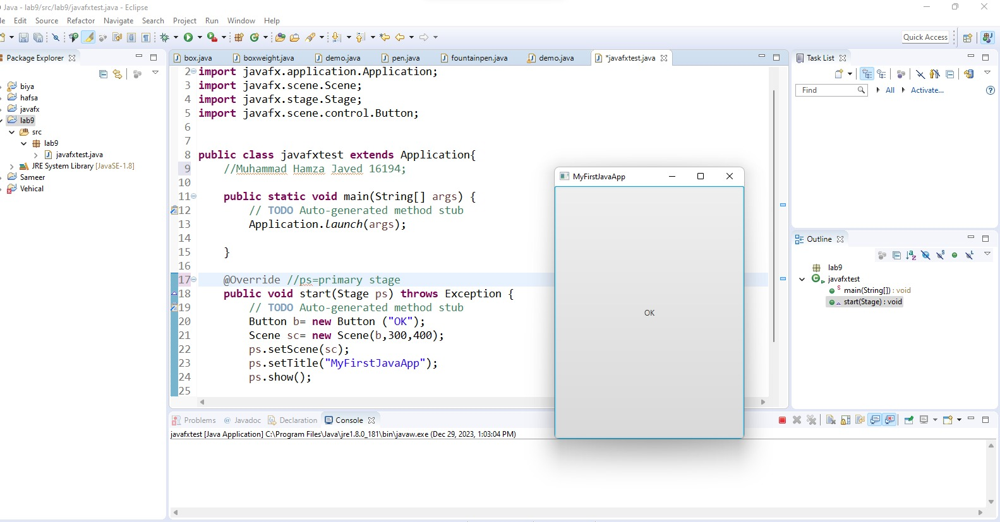 Java - lab9/src/lab9/javafxtest.java - Eclipse
Edit Source Refactor Navigate Search Project Run Window Help
Quick Access
Package Explorer
biya
hafsa
javafx
lab9
src
lab9
javafxtest.java
JRE System Library [JavaSE-1.8]
Sameer
Vehical
box.java boxweight.java demo.java pen.java fountainpen.java demo.java *javafxtest.java
2 import javafx.application.Application;
3 import javafx.scene.Scene;
4 import javafx.stage.Stage;
5 import javafx.scene.control.Button;
6
7
8 public class javafxtest extends Application{
9 //Muhammad Hamza Javed 16194;
10
11 public static void main(String[] args) {
12 // TODO Auto-generated method stub
13 Application.launch(args);
14
15 }
16
17 @Override //ps=primary stage
18 public void start(Stage ps) throws Exception {
19 // TODO Auto-generated method stub
20 Button b= new Button ("OK");
21 Scene sc= new Scene(b,300,400);
22 ps.setScene(sc);
23 ps.setTitle("MyFirstJavaApp");
24 ps.show();
25
MyFirstJavaApp
OK
Task List
Find All Activate...
Outline
lab9
javafxtest
main(String[]) : void
start(Stage) : void
Problems @ Javadoc Declaration Console
javafxtest [Java Application] C:\Program Files\Java\jre1.8.0_181\bin\javaw.exe (Dec 29, 2023, 1:03:04 PM)